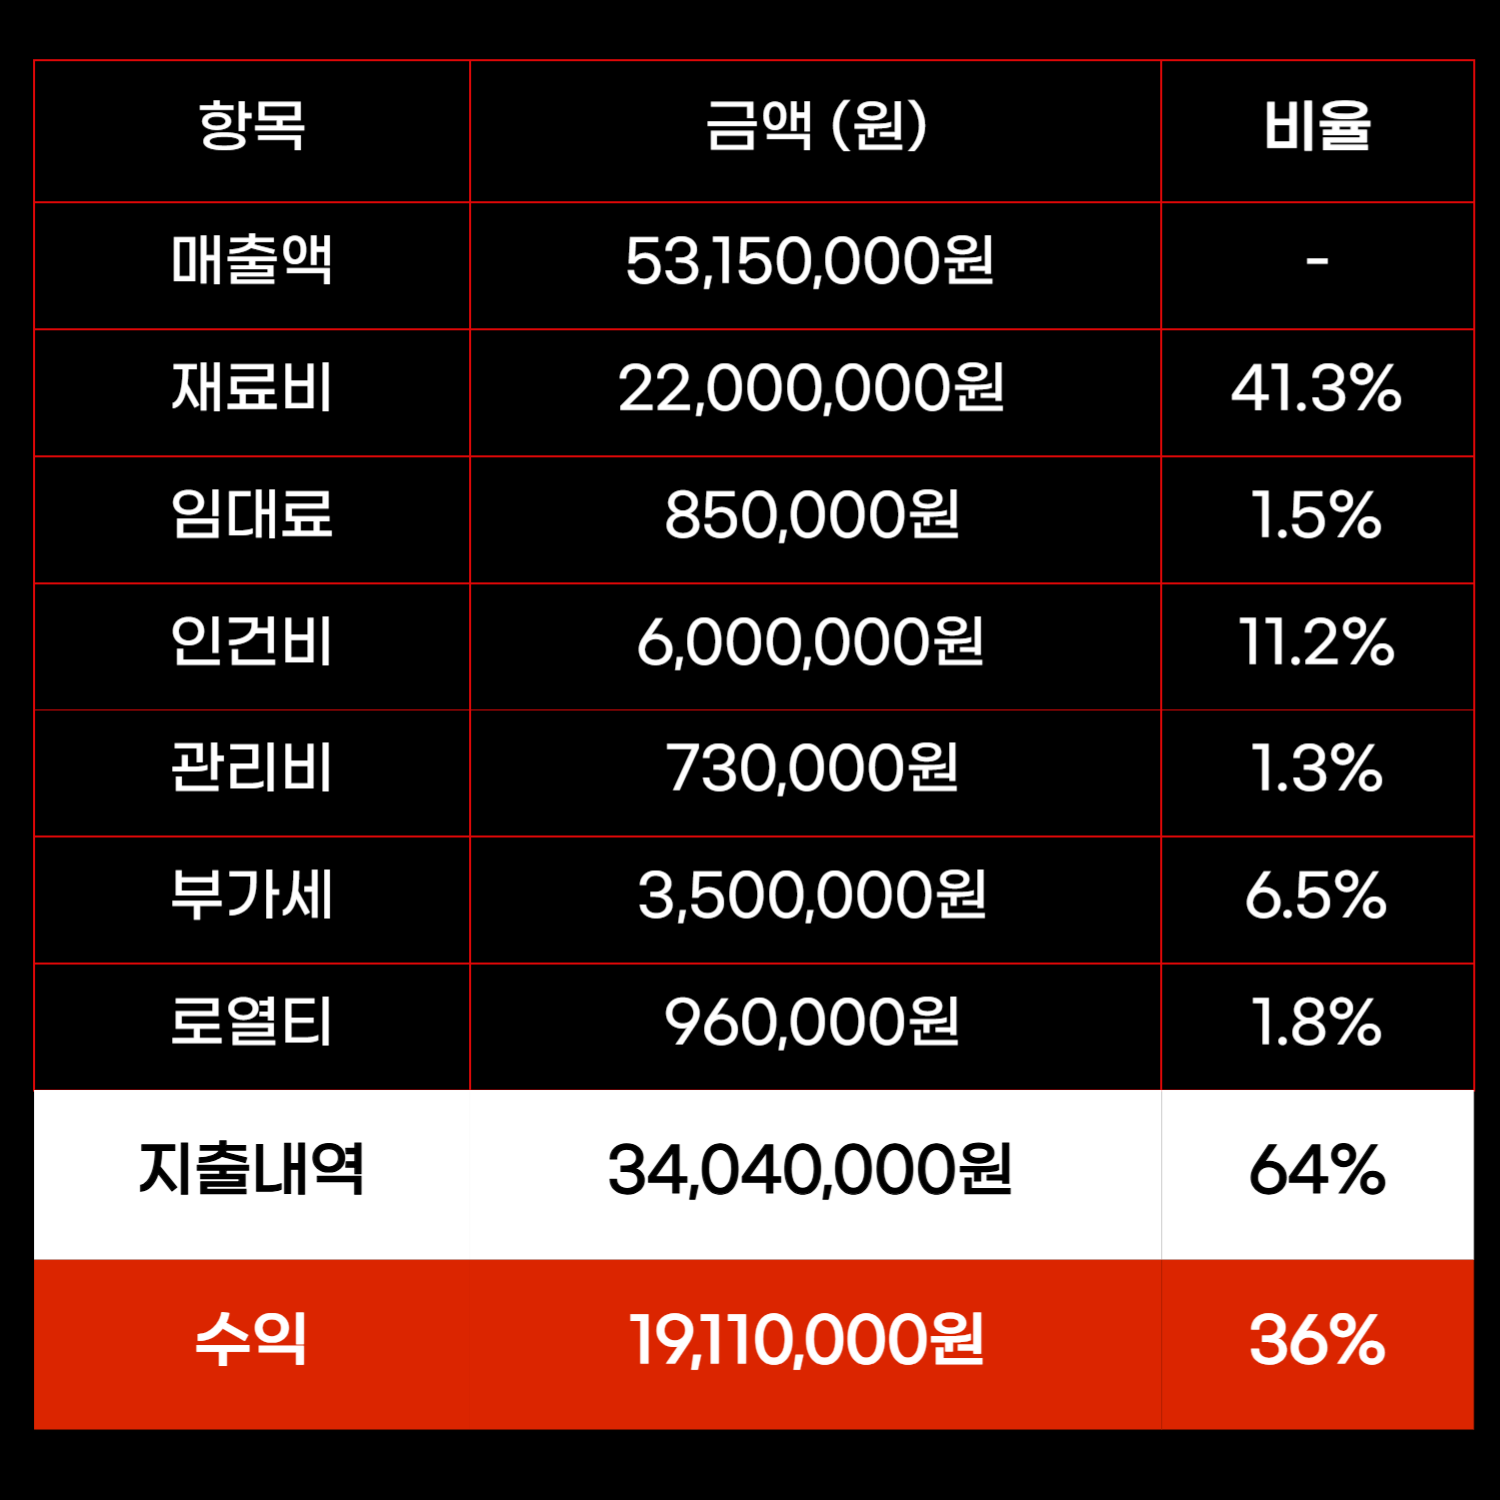 항목 금액 (원) 비율
매출액 53,150,000원 -
재료비 22,000,000원 41.3%
임대료 850,000원 1.5%
인건비 6,000,000원 11.2%
관리비 730,000원 1.3%
부가세 3,500,000원 6.5%
로열티 960,000원 1.8%
지출내역 34,040,000원 64%
수익 19,110,000원 36%